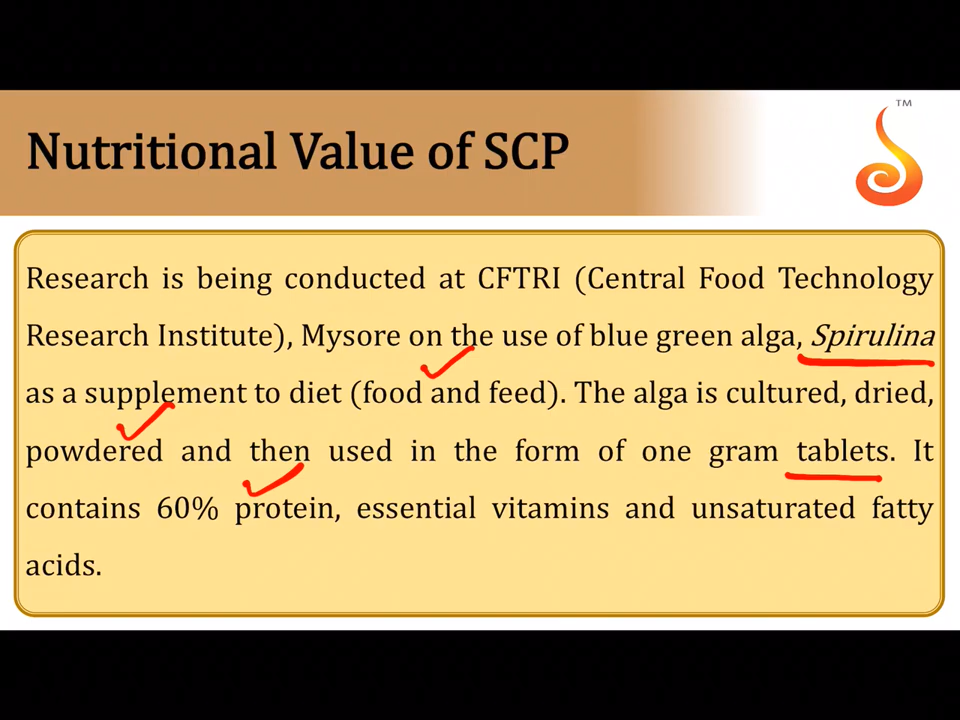 Nutritional Value of SCP
TM
Research is being conducted at CFTRI (Central Food Technology
Research Institute), Mysore on the use of blue green alga, Spirulina
as a supplement to diet (food and feed). The alga is cultured, dried,
powdered and then used in the form of one gram tablets. It
contains 60% protein, essential vitamins and unsaturated fatty
acids.